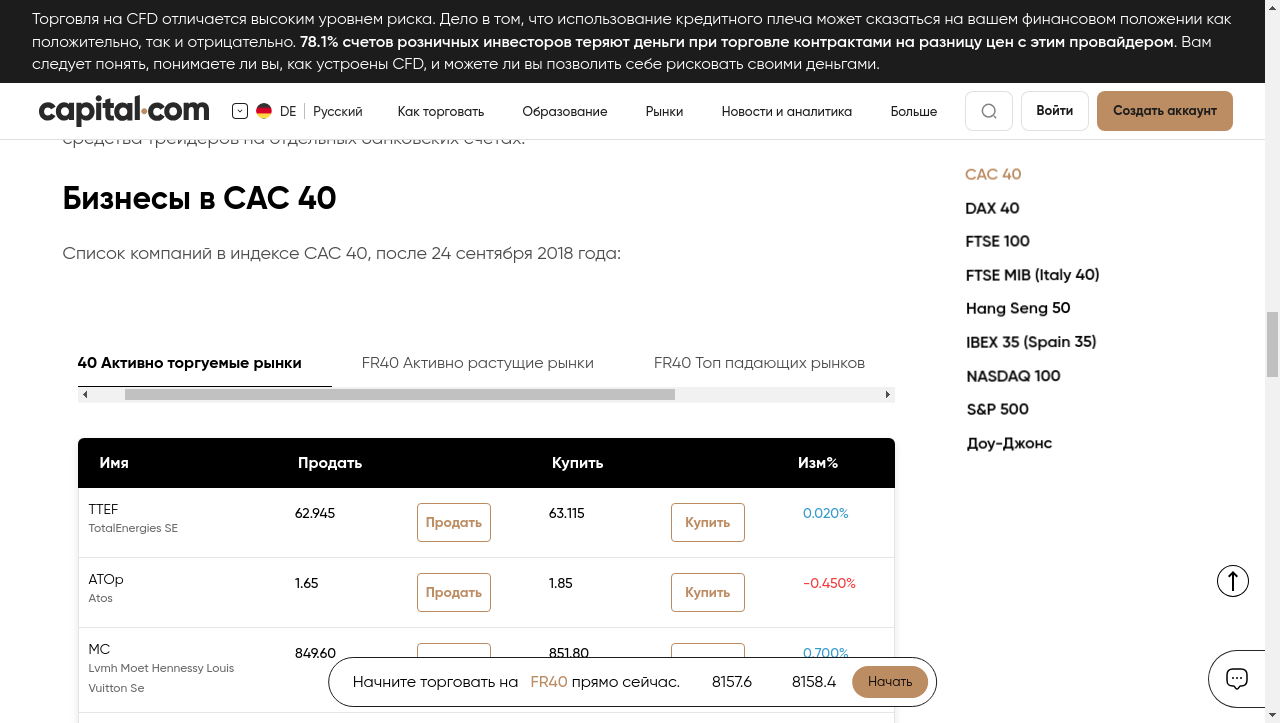 Торговля на CFD отличается высоким уровнем риска. Дело в том, что использование кредитного плеча может сказаться на вашем финансовом положении как
положительно, так и отрицательно. 78.1% счетов розничных инвесторов теряют деньги при торговле контрактами на разницу цен с этим провайдером. Вам
следует понять, понимаете ли вы, как устроены CFD, и можете ли вы позволить себе рисковать своими деньгами.
capital.com DE Русский Как торговать Образование Рынки Новости и аналитика Больше Войти Создать аккаунт
средства трейдеров на отдельных банковских счетах.
Бизнесы в CAC 40
Список компаний в индексе CAC 40, после 24 сентября 2018 года:
40 Активно торгуемые рынки FR40 Активно растущие рынки FR40 Топ падающих рынков
Имя Продать Купить Изм%
TTEF 62.945 Продать 63.115 Купить 0.020%
TotalEnergies SE
ATOp 1.65 Продать 1.85 Купить -0.450%
Atos
MC 849.60 851.80 0.700%
Lvmh Moet Hennessy Louis
Vuitton Se
Начните торговать на FR40 прямо сейчас. 8157.6 8158.4 Начать
CAC 40
DAX 40
FTSE 100
FTSE MIB (Italy 40)
Hang Seng 50
IBEX 35 (Spain 35)
NASDAQ 100
S&P 500
Доу-Джонс